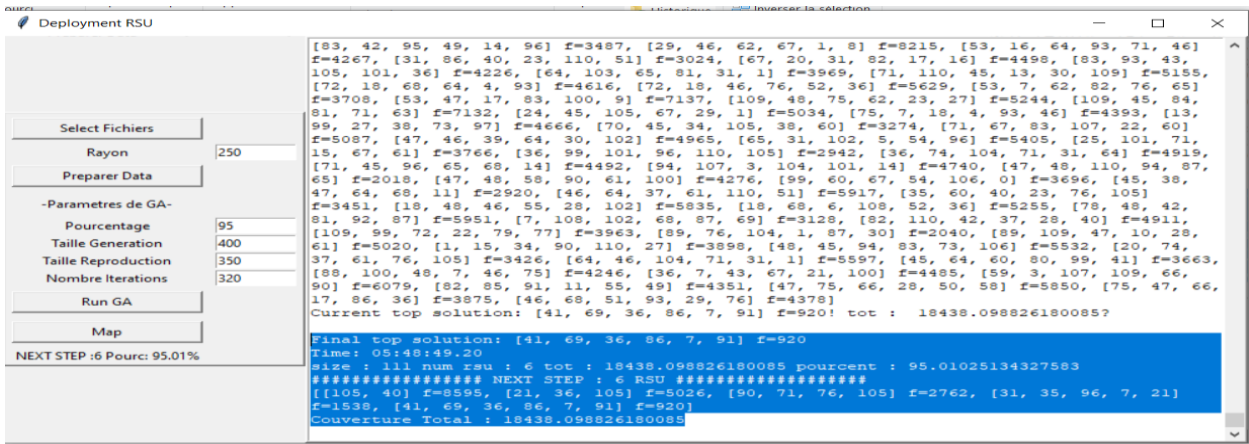 Historique
Inverser la sélection
Deployment RSU
Select Fichiers
Rayon 250
Preparer Data
-Parametres de GA-
Pourcentage 95
Taille Generation 400
Taille Reproduction 350
Nombre Iterations 320
Run GA
Map
NEXT STEP :6 Pourc: 95.01%
[83, 42, 95, 49, 14, 96] f=3487, [29, 46, 62, 67, 1, 8] f=8215, [53, 16, 64, 93, 71, 46]
f=4267, [31, 86, 40, 23, 110, 51] f=3024, [67, 20, 31, 82, 17, 16] f=4498, [83, 93, 43,
105, 101, 36] f=4226, [64, 103, 65, 81, 31, 1] f=3969, [71, 110, 45, 13, 30, 109] f=5155,
[72, 18, 68, 64, 4, 93] f=4616, [72, 18, 46, 76, 52, 36] f=5629, [53, 7, 62, 82, 76, 65]
f=3708, [53, 47, 17, 83, 100, 9] f=7137, [109, 48, 75, 62, 23, 27] f=5244, [109, 45, 84,
81, 71, 63] f=7132, [24, 45, 105, 67, 29, 1] f=5034, [75, 7, 18, 4, 93, 46] f=4393, [13,
99, 27, 38, 73, 97] f=4666, [70, 45, 34, 105, 38, 60] f=3274, [71, 67, 83, 107, 22, 60]
f=5087, [47, 46, 39, 64, 30, 102] f=4965, [65, 31, 102, 5, 54, 96] f=5405, [25, 101, 71,
15, 67, 61] f=3766, [36, 99, 101, 96, 110, 105] f=2942, [36, 74, 104, 71, 31, 64] f=4919,
[71, 45, 96, 65, 68, 14] f=4492, [94, 107, 3, 104, 101, 14] f=4740, [47, 48, 110, 94, 87,
65] f=2018, [47, 48, 58, 90, 61, 100] f=4276, [99, 60, 67, 54, 106, 0] f=3696, [45, 38,
47, 64, 68, 11] f=2920, [46, 64, 37, 61, 110, 51] f=5917, [35, 60, 40, 23, 76, 105]
f=3451, [18, 48, 46, 55, 28, 102] f=5835, [18, 68, 6, 108, 52, 36] f=5255, [78, 48, 42,
81, 92, 87] f=5951, [7, 108, 102, 68, 87, 69] f=3128, [82, 110, 42, 37, 28, 40] f=4911,
[109, 99, 72, 22, 79, 77] f=3963, [89, 76, 104, 1, 87, 30] f=2040, [89, 109, 47, 10, 28,
61] f=5020, [1, 15, 34, 90, 110, 27] f=3898, [48, 45, 94, 83, 73, 106] f=5532, [20, 74,
37, 61, 76, 105] f=3426, [64, 46, 104, 71, 31, 1] f=5597, [45, 64, 60, 80, 99, 41] f=3663,
[88, 100, 48, 7, 46, 75] f=4246, [36, 7, 43, 67, 21, 100] f=4485, [59, 3, 107, 109, 66,
90] f=6079, [82, 85, 91, 11, 55, 49] f=4351, [47, 75, 66, 28, 50, 58] f=5850, [75, 47, 66,
17, 86, 36] f=3875, [46, 68, 51, 93, 29, 76] f=4378]
Current top solution: [41, 69, 36, 86, 7, 91] f=920! tot :  18438.098826180085?
Final top solution: [41, 69, 36, 86, 7, 91] f=920
Time: 05:48:49.20
size : 111 num rsu : 6 tot : 18438.098826180085 pourcent : 95.01025134327583
################# NEXT STEP : 6 RSU ###################
[[105, 40] f=8595, [21, 36, 105] f=5026, [90, 71, 76, 105] f=2762, [31, 35, 96, 7, 21]
f=1538, [41, 69, 36, 86, 7, 91] f=920]
Couverture Total : 18438.098826180085